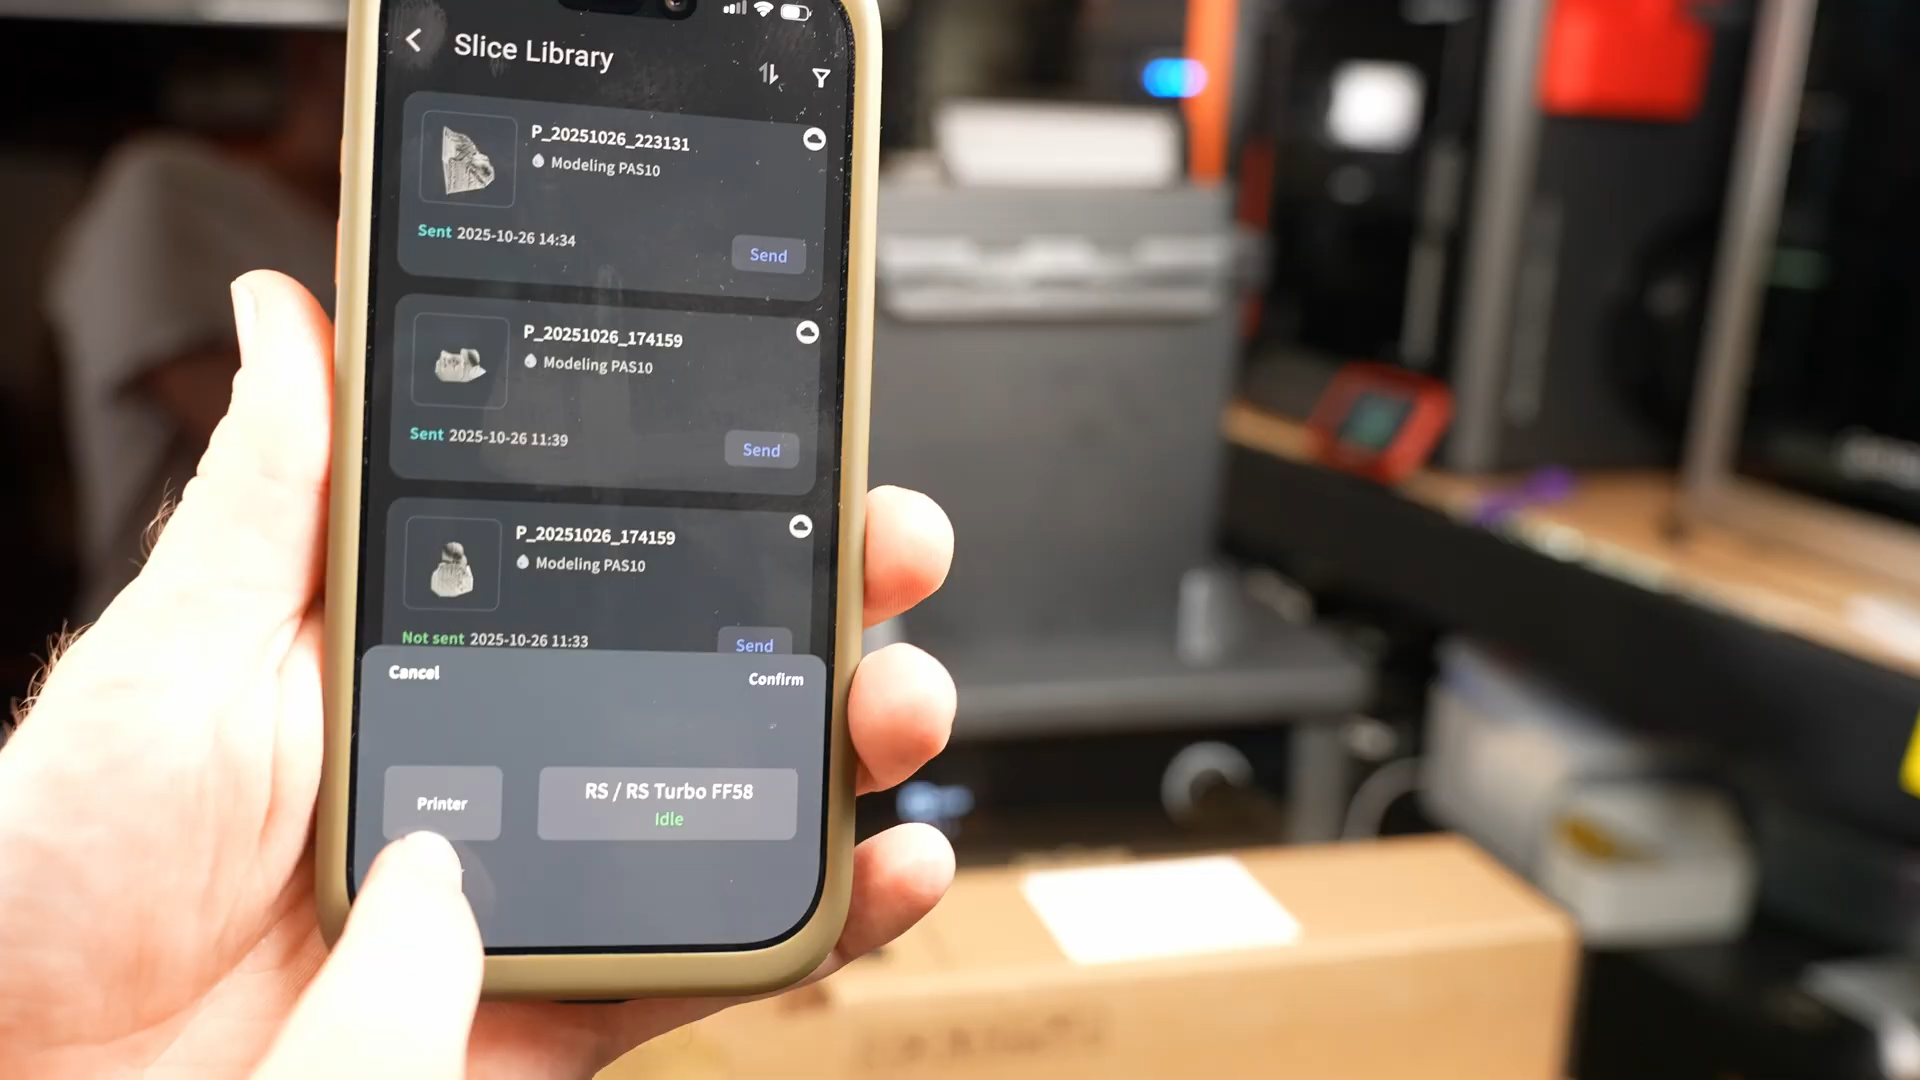 Slice Library
P_20251026_223131
Modeling PAS10
Sent 2025-10-26 14:34
Send
P_20251026_174159
Modeling PAS10
Sent 2025-10-26 11:39
Send
P_20251026_174159
Modeling PAS10
Not sent 2025-10-26 11:33
Send
Cancel
Confirm
Printer
RS / RS Turbo FF58
Idle